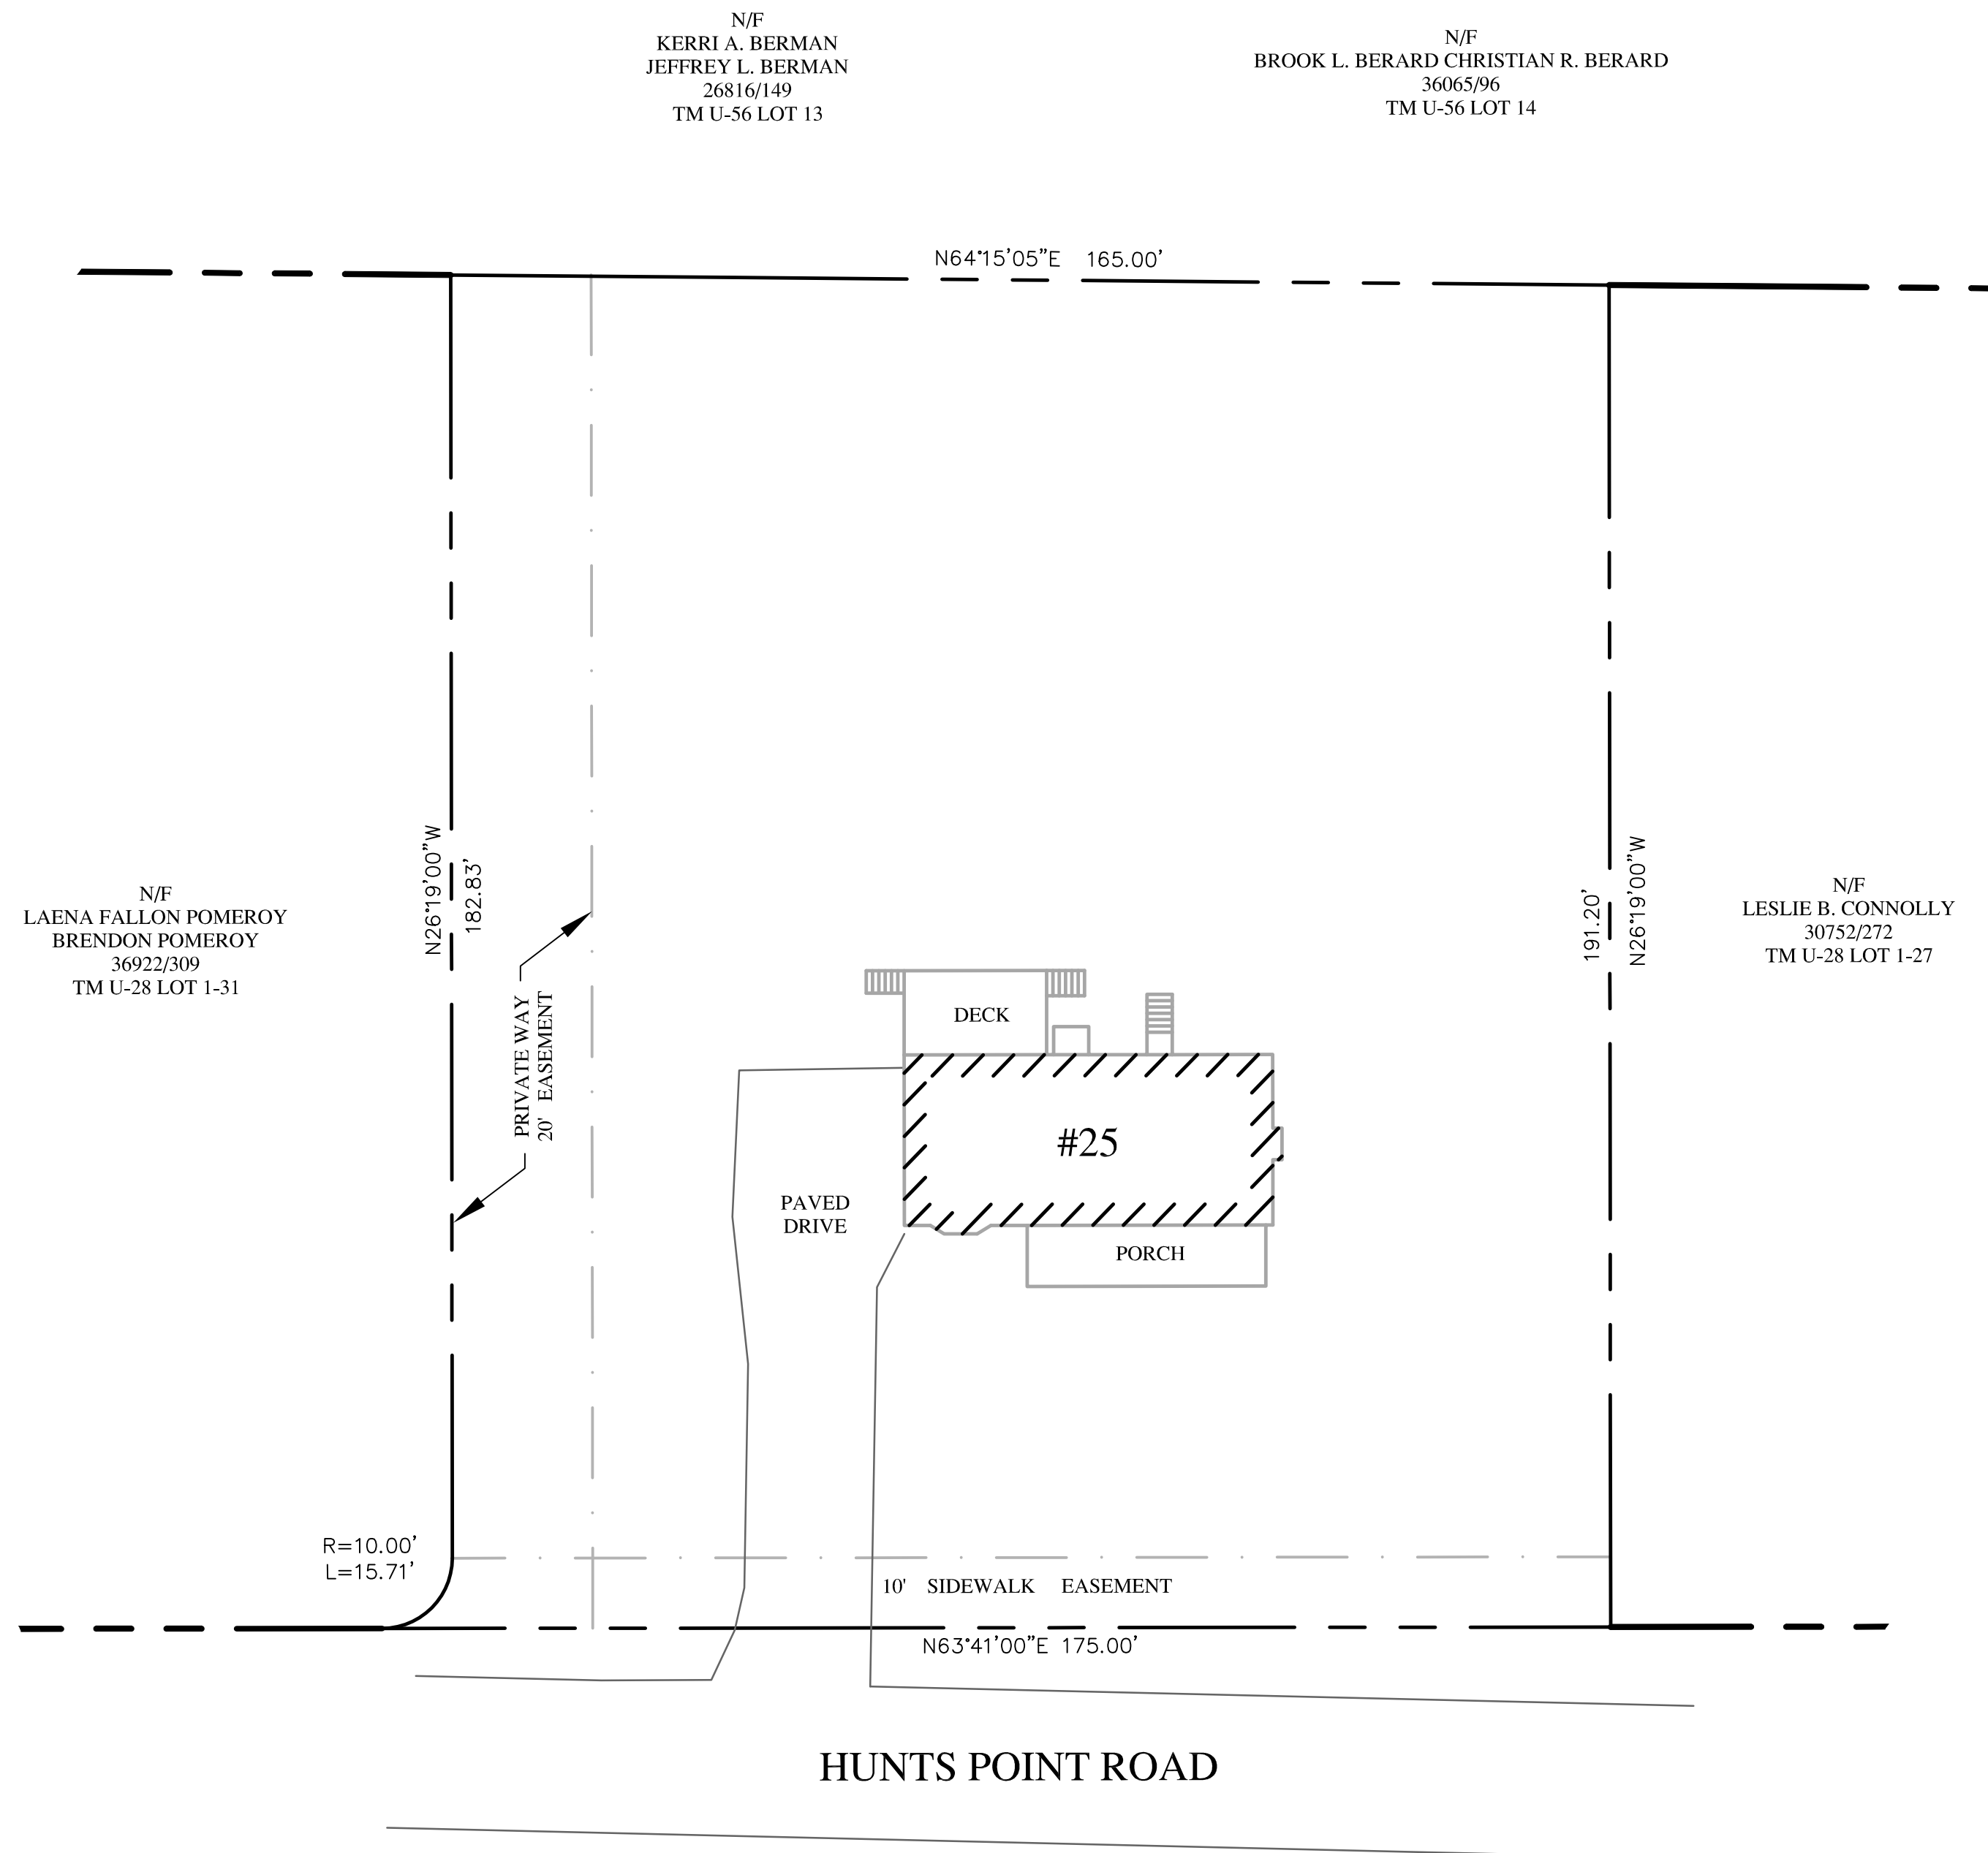 N/F
KERRI A. BERMAN
JEFFREY L. BERMAN
26816/149
TM U-56 LOT 13
N/F
BROOK L. BERARD CHRISTIAN R. BERARD
36065/96
TM U-56 LOT 14
N64°15'05"E 165.00'
N26°19'00"W
182.83'
191.20'
N26°19'00"W
N/F
LAENA FALLON POMEROY
BRENDON POMEROY
36922/309
TM U-28 LOT 1-31
N/F
LESLIE B. CONNOLLY
30752/272
TM U-28 LOT 1-27
PRIVATE WAY
20' EASEMENT
DECK
#25
PAVED
DRIVE
PORCH
R=10.00'
L=15.71'
10' SIDEWALK EASEMENT
N63°41'00"E 175.00'
HUNTS POINT ROAD